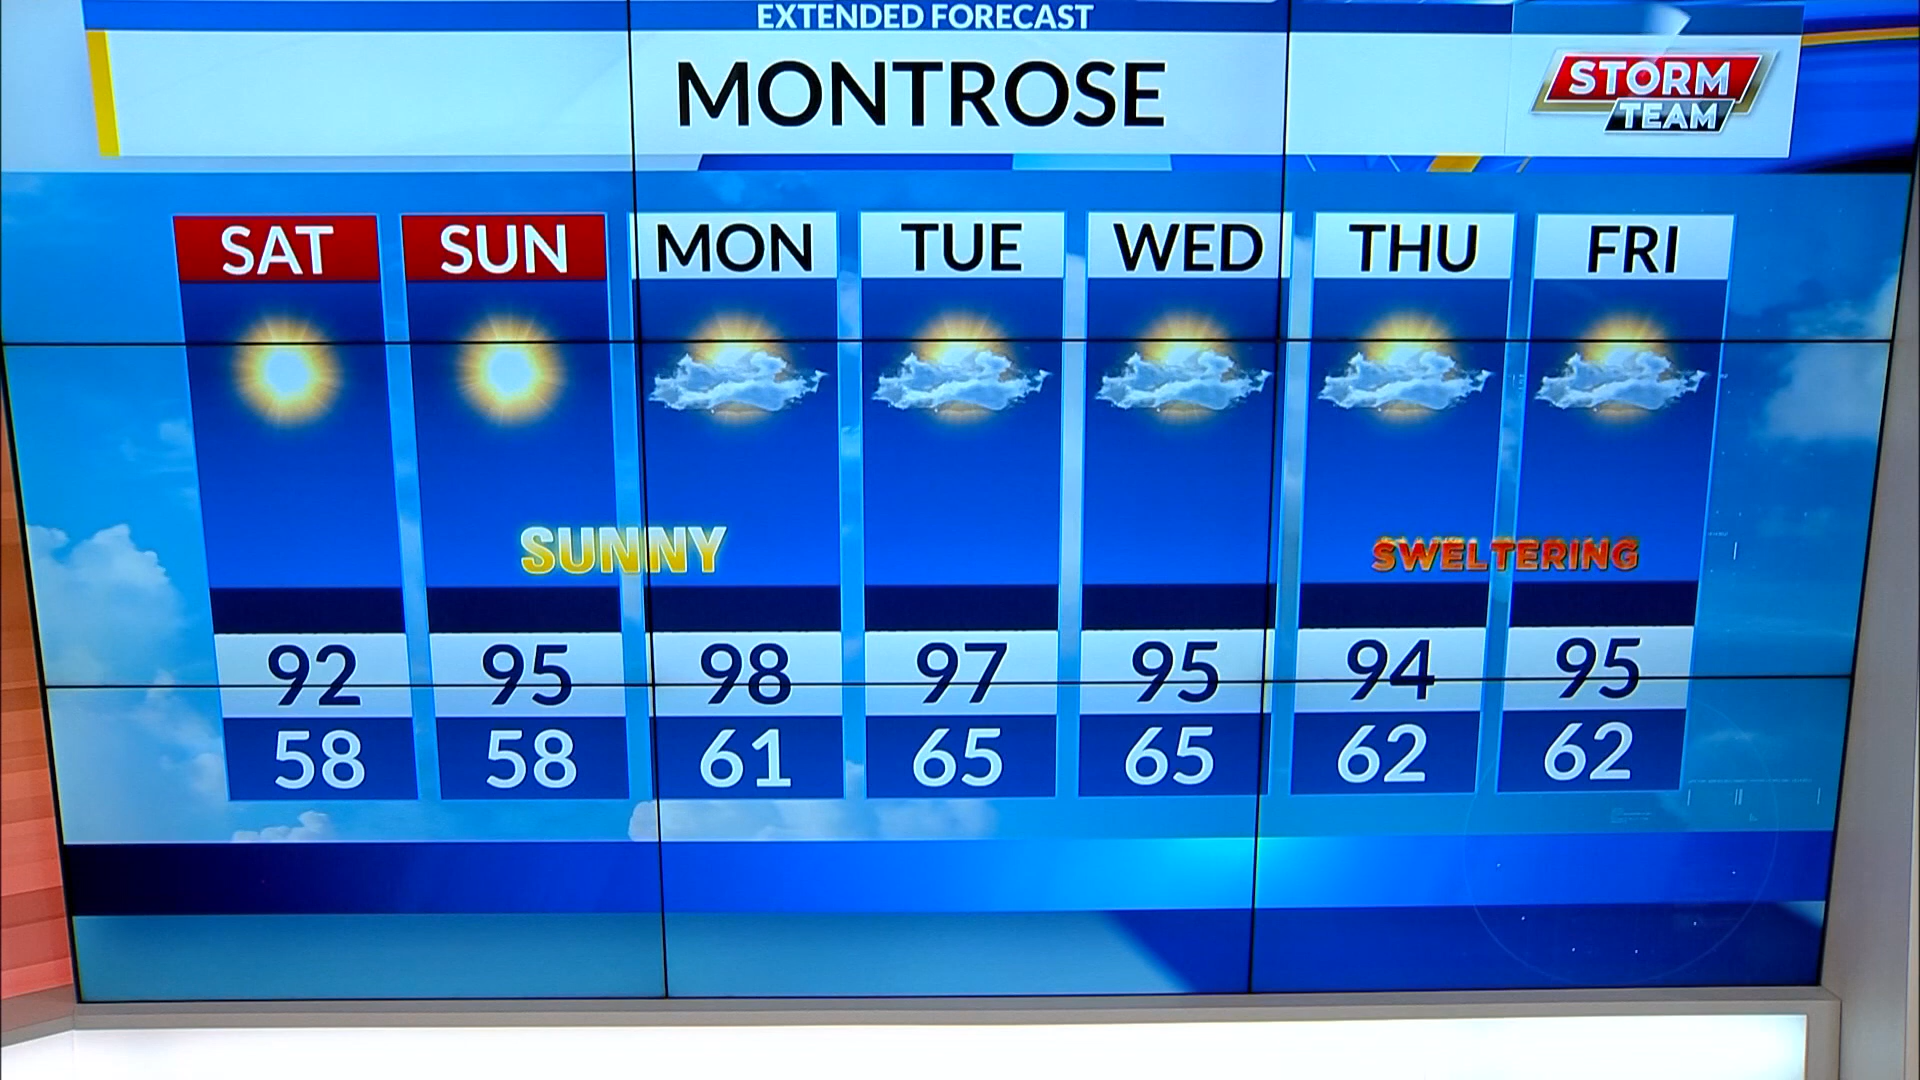 EXTENDED FORECAST
MONTROSE
STORM
TEAM
SAT SUN MON TUE WED THU FRI
SUNNY SWELTERING
92 95 98 97 95 94 95
58 58 61 65 65 62 62